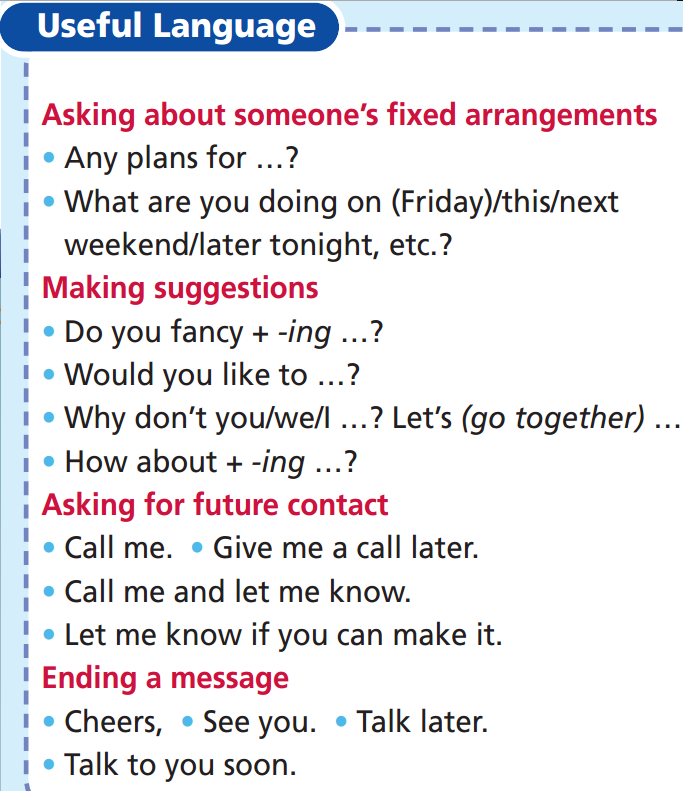 Useful Language
Asking about someone’s fixed arrangements
• Any plans for …?
• What are you doing on (Friday)/this/next
weekend/later tonight, etc.?
Making suggestions
• Do you fancy + -ing …?
• Would you like to …?
• Why don’t you/we/I …? Let’s (go together) …
• How about + -ing …?
Asking for future contact
• Call me. • Give me a call later.
• Call me and let me know.
• Let me know if you can make it.
Ending a message
• Cheers, • See you. • Talk later.
• Talk to you soon.